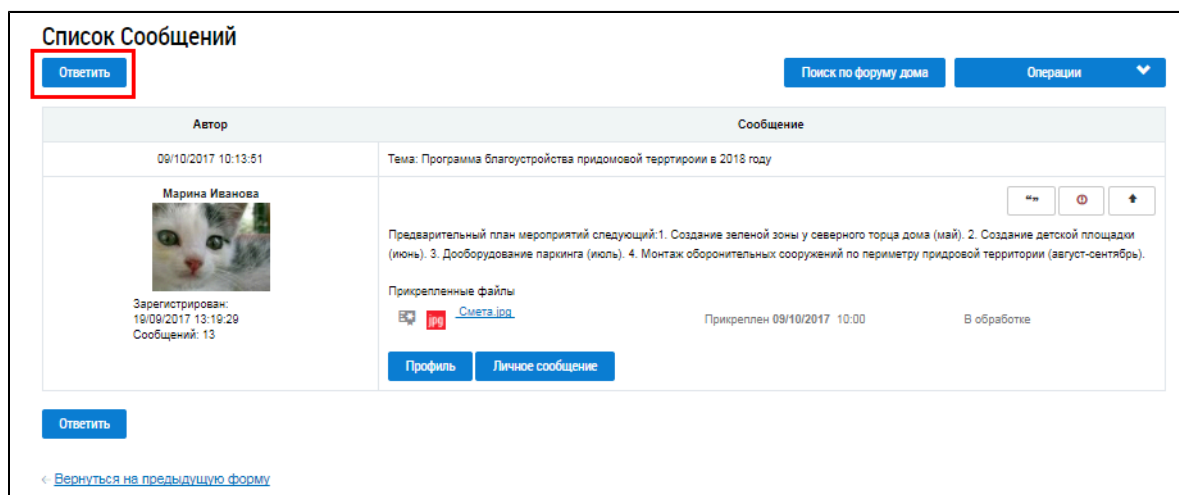 Список Сообщений
Ответить
Поиск по форуму дома
Операции
Автор
Сообщение
09/10/2017 10:13:51
Тема: Программа благоустройства придомовой терртироии в 2018 году
Марина Иванова
Предварительный план мероприятий следующий:1. Создание зеленой зоны у северного торца дома (май). 2. Создание детской площадки
(июнь). 3. Дооборудование паркинга (июль). 4. Монтаж оборонительных сооружений по периметру придровой территории (август-сентябрь).
Прикрепленные файлы
Зарегистрирован:
19/09/2017 13:19:29
Сообщений: 13
jpg
Смета.jpg
Прикреплен 09/10/2017 10:00
В обработке
Профиль
Личное сообщение
Ответить
← Вернуться на предыдущую форму